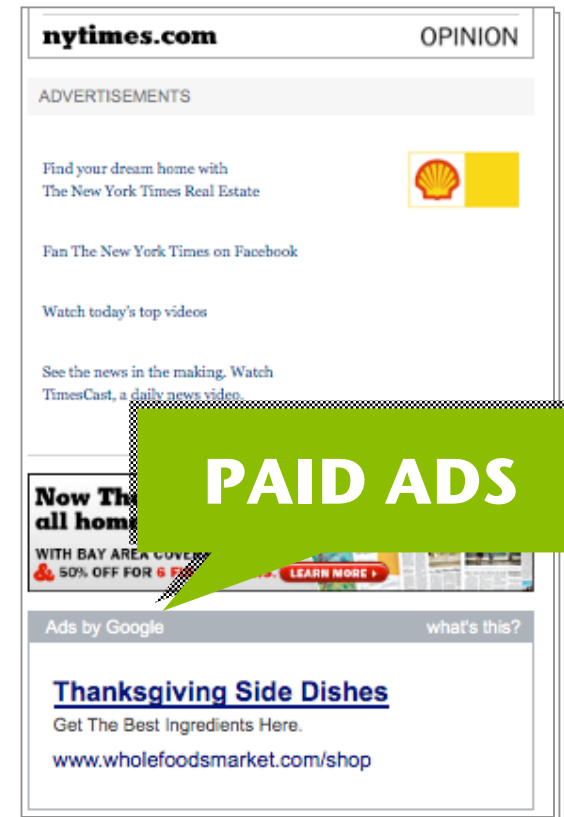 nytimes.com OPINION
ADVERTISEMENTS
Find your dream home with
The New York Times Real Estate
Fan The New York Times on Facebook
Watch today's top videos
See the news in the making. Watch
TimesCast, a daily news video.
PAID ADS
Now Th
all hom
WITH BAY AREA
& 50% OFF FOR 6
LEARN MORE
Ads by Google what's this?
Thanksgiving Side Dishes
Get The Best Ingredients Here.
www.wholefoodsmarket.com/shop